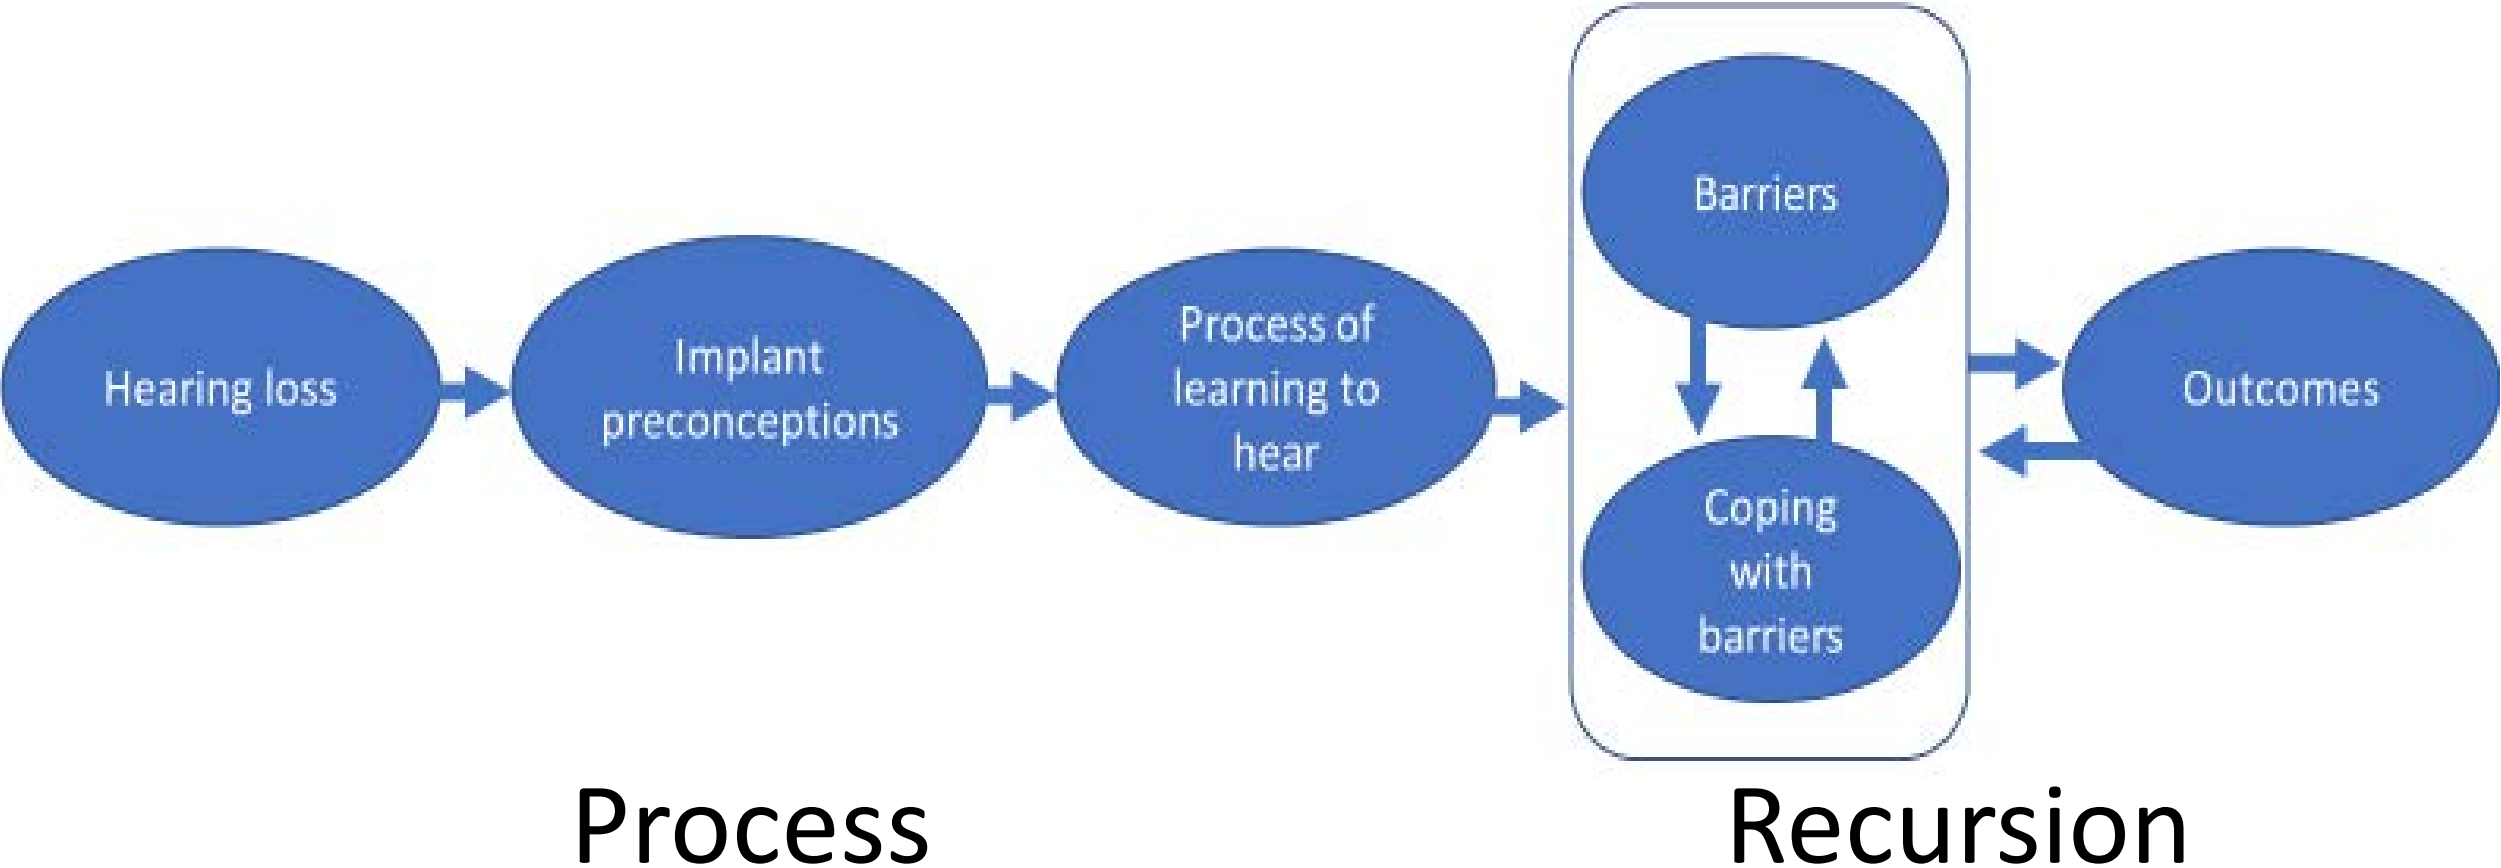 Hearing loss
Implant
preconceptions
Process of
learning to
hear
Barriers
Coping
with
barriers
Outcomes
Process
Recursion